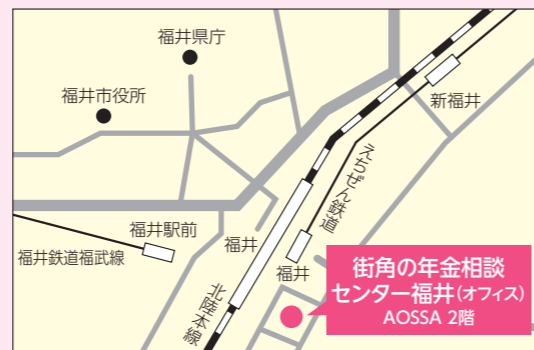 福井県庁
福井市役所
新福井
えちぜん鉄道
福井駅前
福井
福井鉄道福武線
福井
北陸本線
街角の年金相談
センター福井(オフィス)
AOSSA 2階